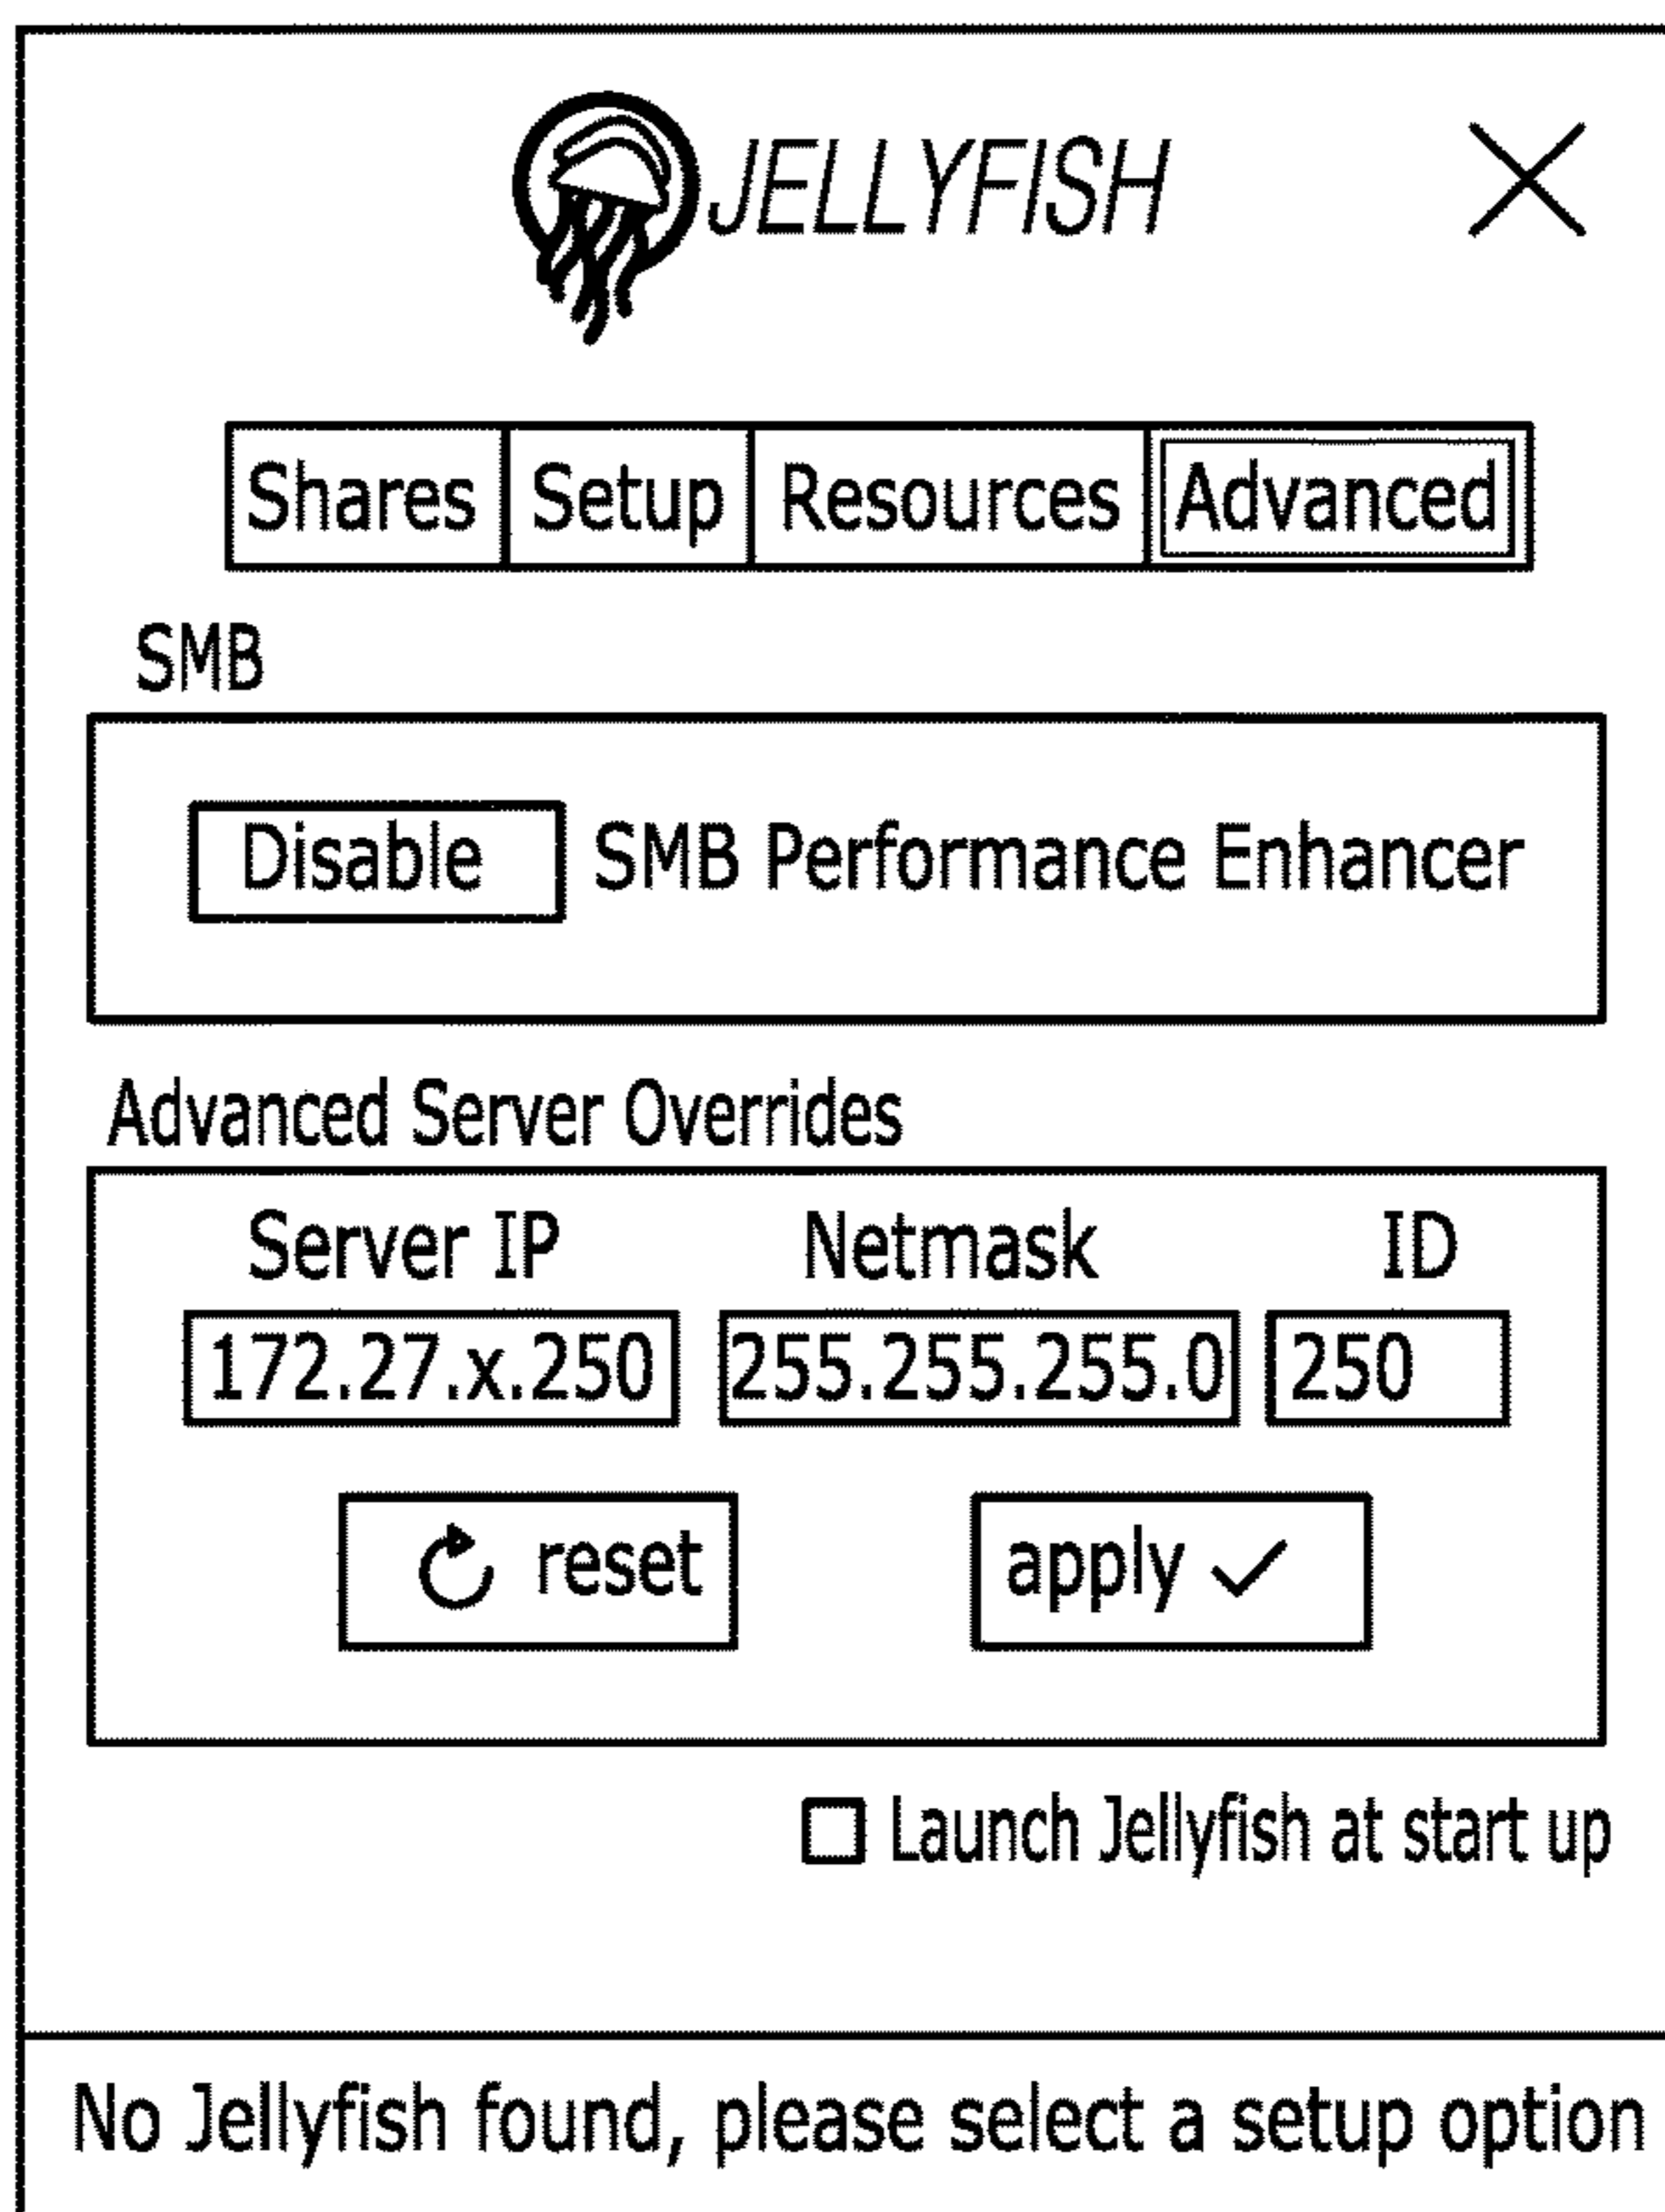 JELLYFISH
Shares Setup Resources Advanced
SMB
Disable SMB Performance Enhancer
Advanced Server Overrides
Server IP Netmask ID
172.27.x.250 255.255.255.0 250
reset apply
Launch Jellyfish at start up
No Jellyfish found, please select a setup option